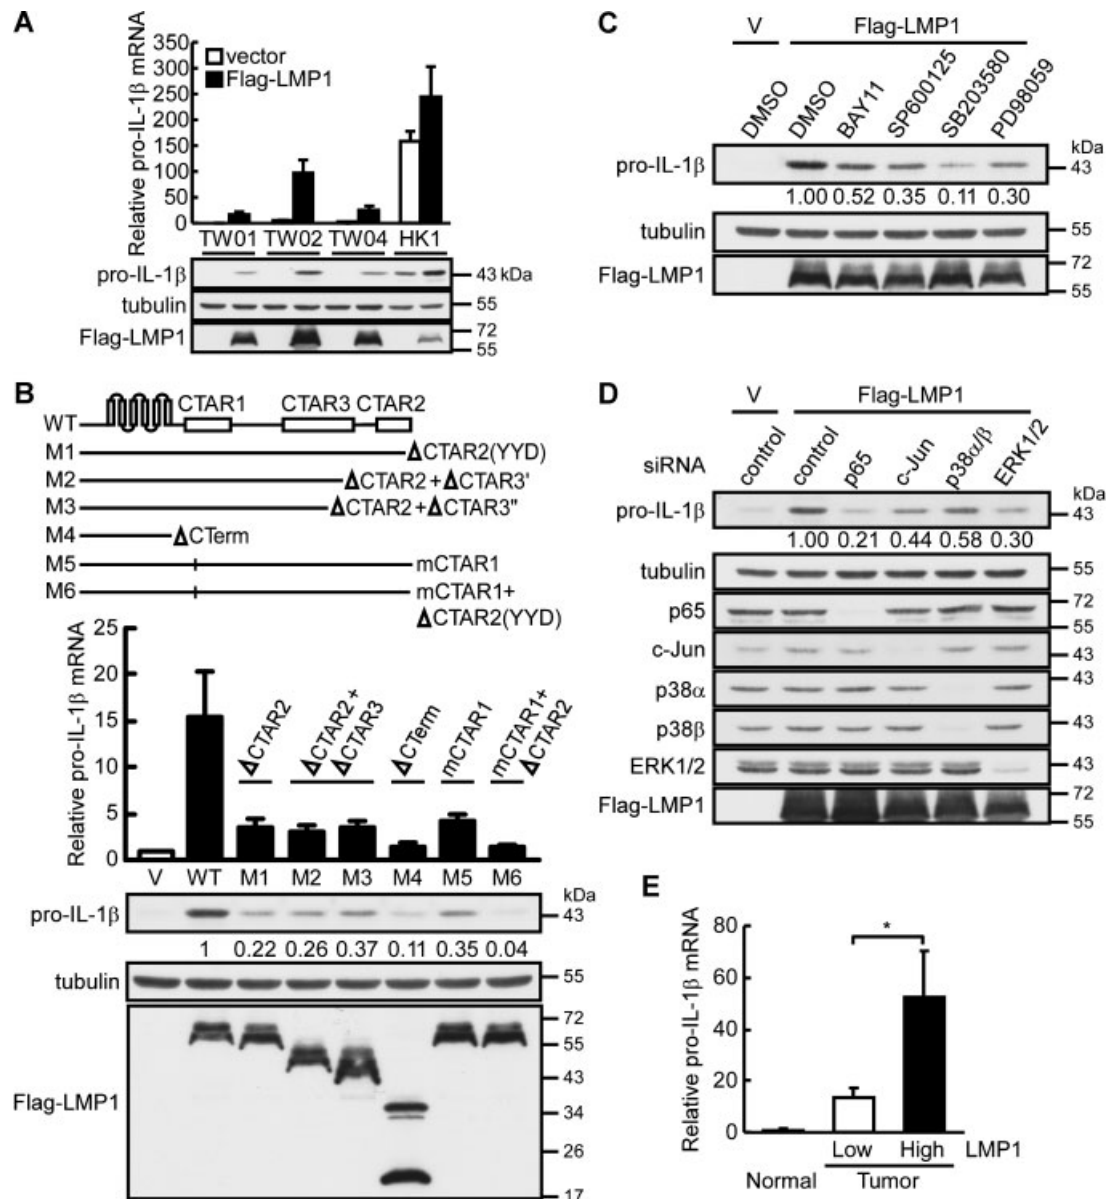 A
Relative pro-IL-1β mRNA
350
300
250
200
150
100
50
0
vector
Flag-LMP1
TW01 TW02 TW04 HK1
pro-IL-1β 43 kDa
tubulin 55
Flag-LMP1 72
55
B
CTAR1 CTAR3 CTAR2
WT
M1 ΔCTAR2(YYD)
M2 ΔCTAR2 + ΔCTAR3'
M3 ΔCTAR2 + ΔCTAR3"
M4 ΔCTerm
M5 mCTAR1
M6 mCTAR1+
ΔCTAR2(YYD)
Relative pro-IL-1β mRNA
25
20
15
10
5
0
ΔCTAR2
ΔCTAR2 +
ΔCTAR3
ΔCTerm
mCTAR1
mCTAR1+
ΔCTAR2
V WT M1 M2 M3 M4 M5 M6
kDa
pro-IL-1β 43
1 0.22 0.26 0.37 0.11 0.35 0.04
tubulin 55
Flag-LMP1
72
55
43
34
26
17
C
V Flag-LMP1
DMSO DMSO BAY11 SP600125 SB203580 PD98059
kDa
pro-IL-1β 43
1.00 0.52 0.35 0.11 0.30
tubulin 55
Flag-LMP1 72
55
D
V Flag-LMP1
siRNA control control p65 c-Jun p38α/β ERK1/2
kDa
pro-IL-1β 43
1.00 0.21 0.44 0.58 0.30
tubulin 55
p65 72
55
c-Jun 43
p38α 43
p38β 43
ERK1/2 43
Flag-LMP1 72
55
E
Relative pro-IL-1β mRNA
80
60
40
20
0
*
Low High LMP1
Normal Tumor